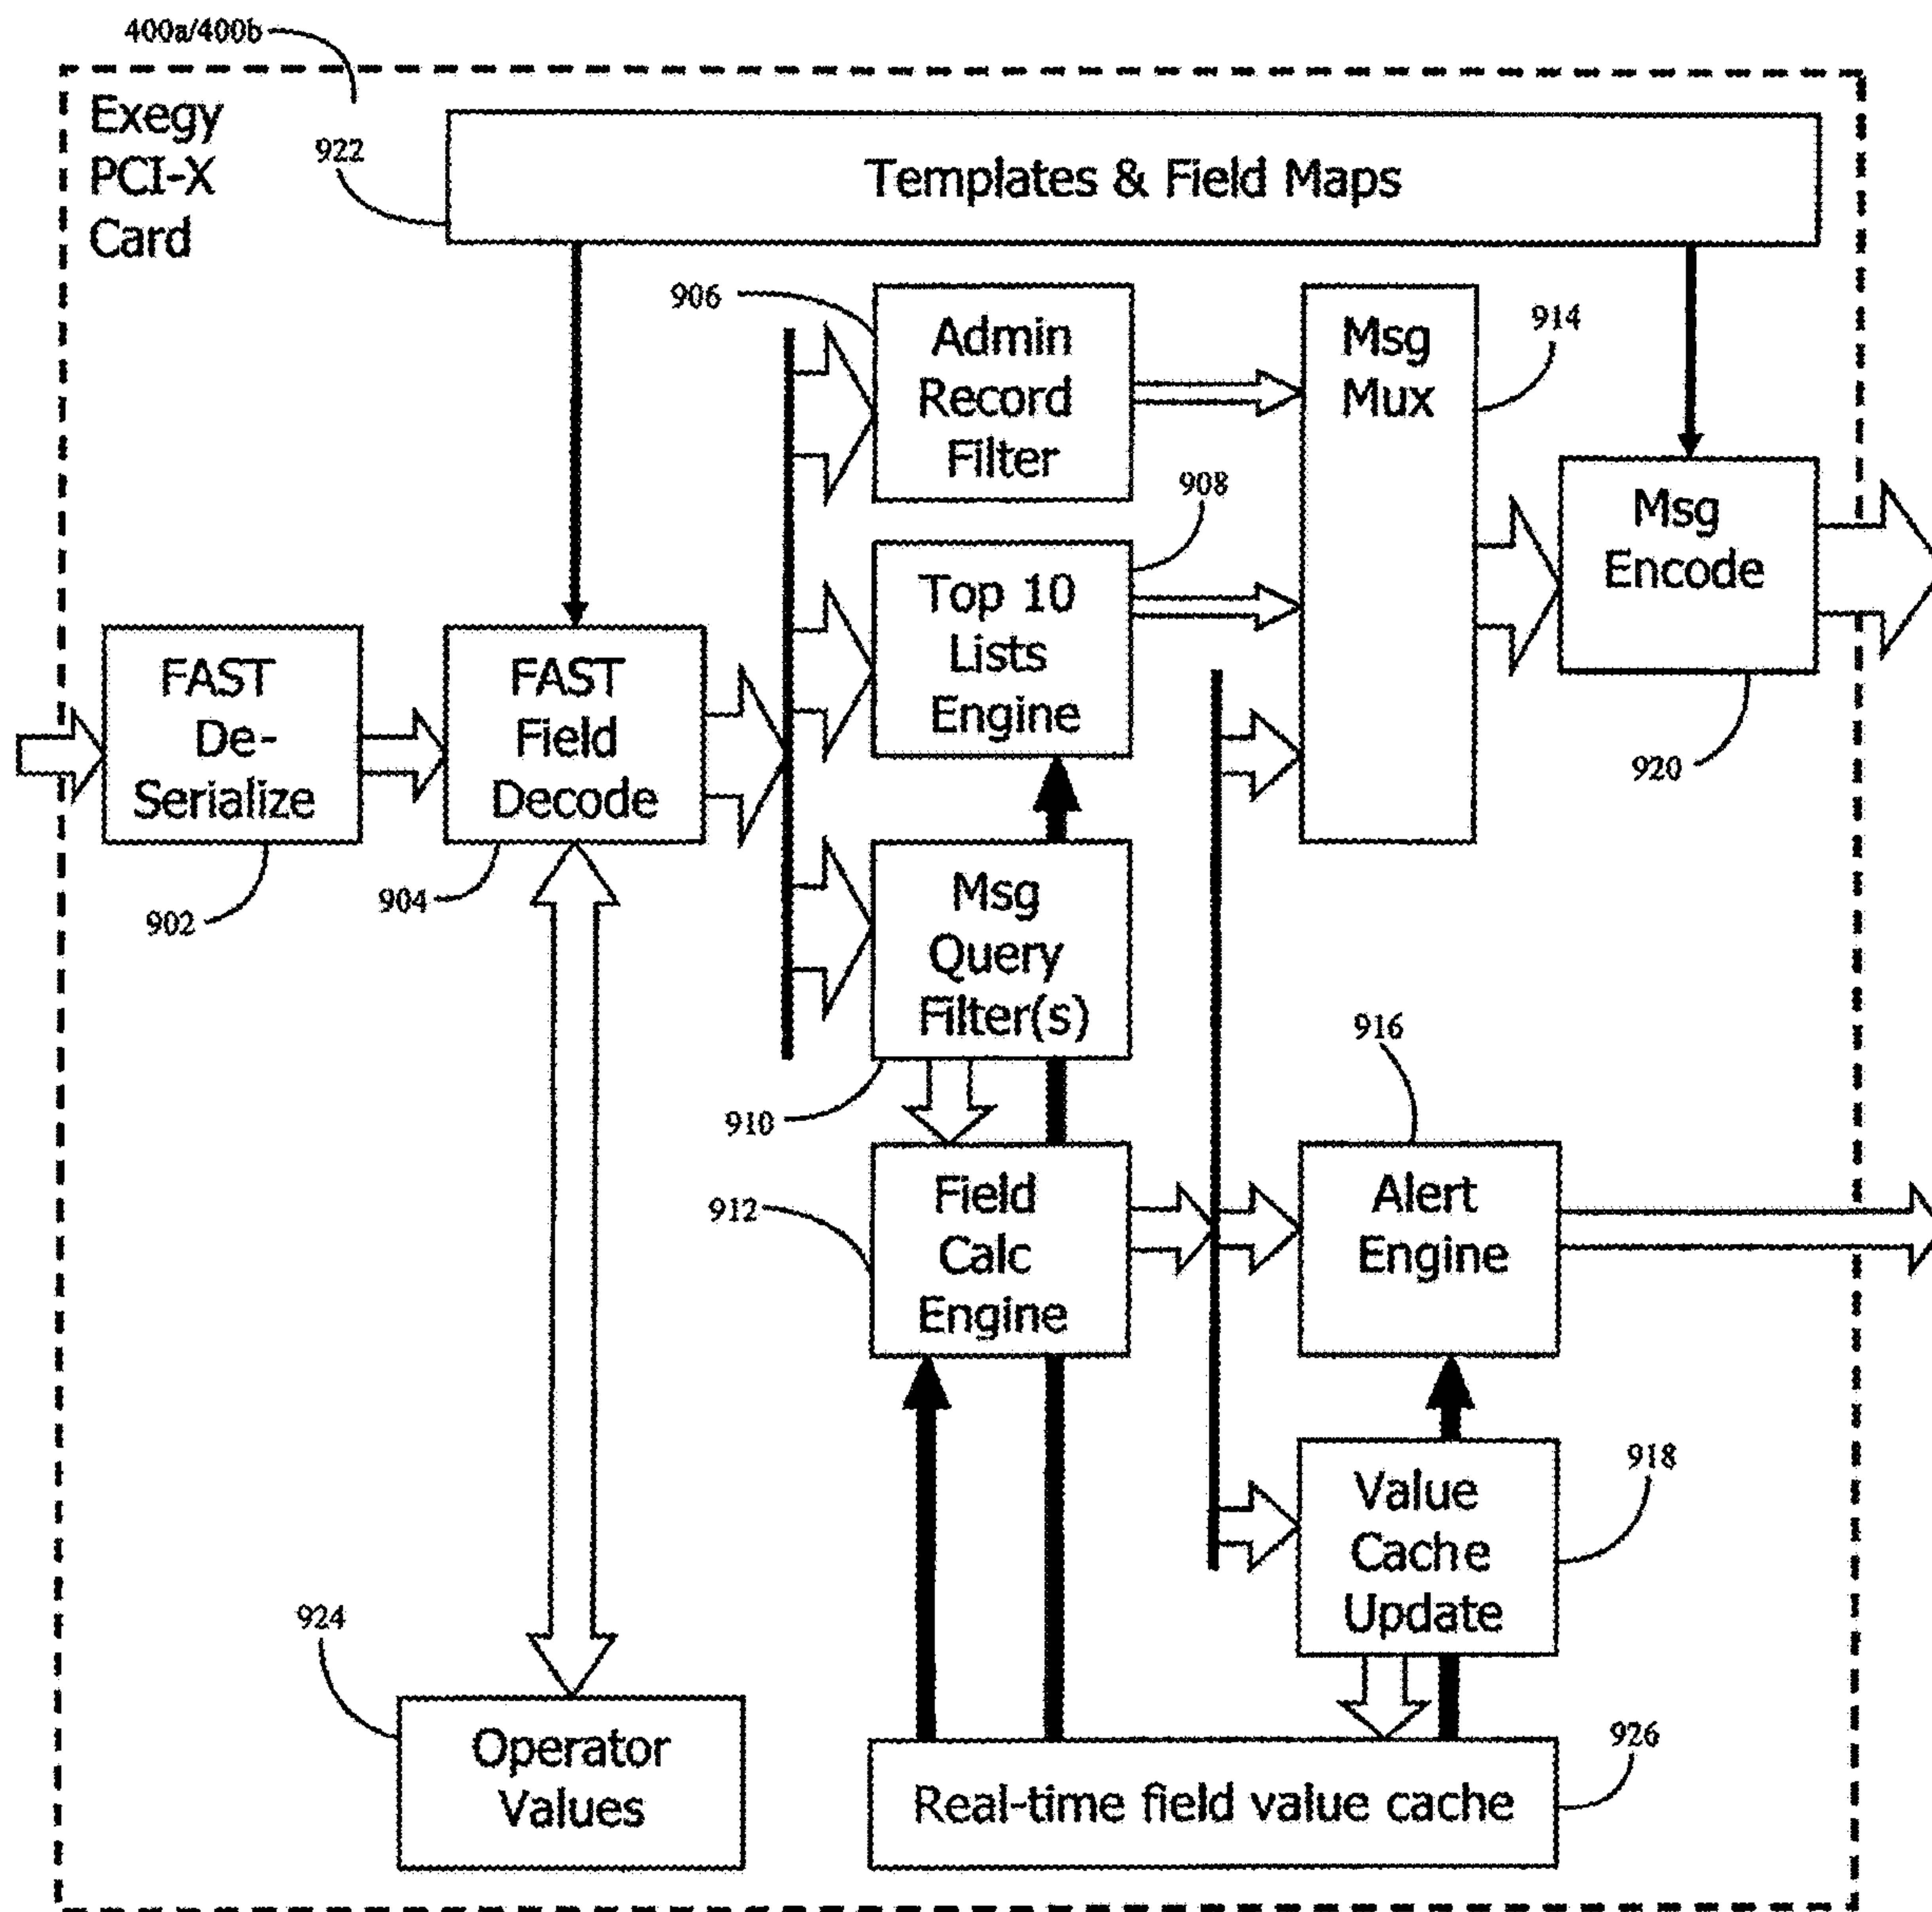 400a/400b
Exegy
PCI-X
Card
922
Templates & Field Maps
906
Admin
Record
Filter
Msg
Mux
914
908
Top 10
Lists
Engine
Msg
Encode
920
FAST
De-
Serialize
902
FAST
Field
Decode
904
Msg
Query
Filter(s)
910
916
912
Field
Calc
Engine
Alert
Engine
918
Value
Cache
Update
924
Operator
Values
926
Real-time field value cache